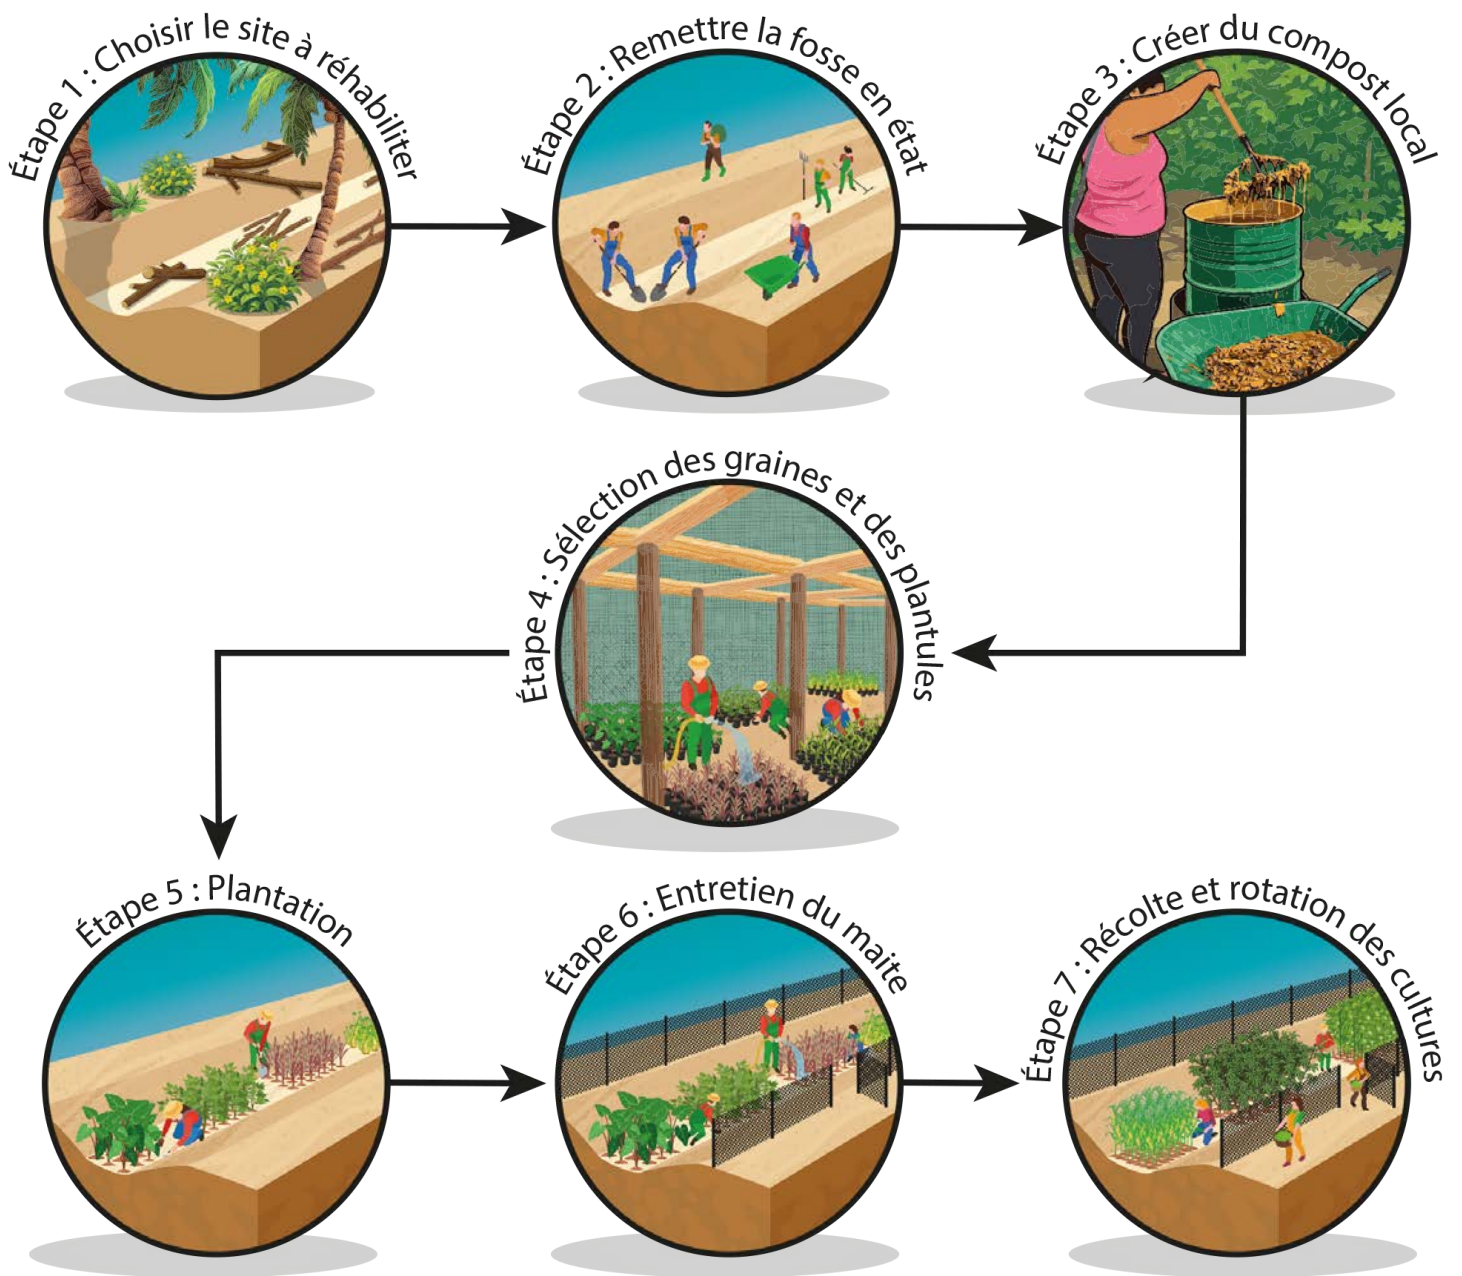 Étape 1 : Choisir le site à réhabiliter
Étape 2 : Remettre la fosse en état
Étape 3 : Créer du compost local
Étape 4 : Sélection des graines et des plantules
Étape 5 : Plantation
Étape 6 : Entretien du maite
Étape 7 : Récolte et rotation des cultures